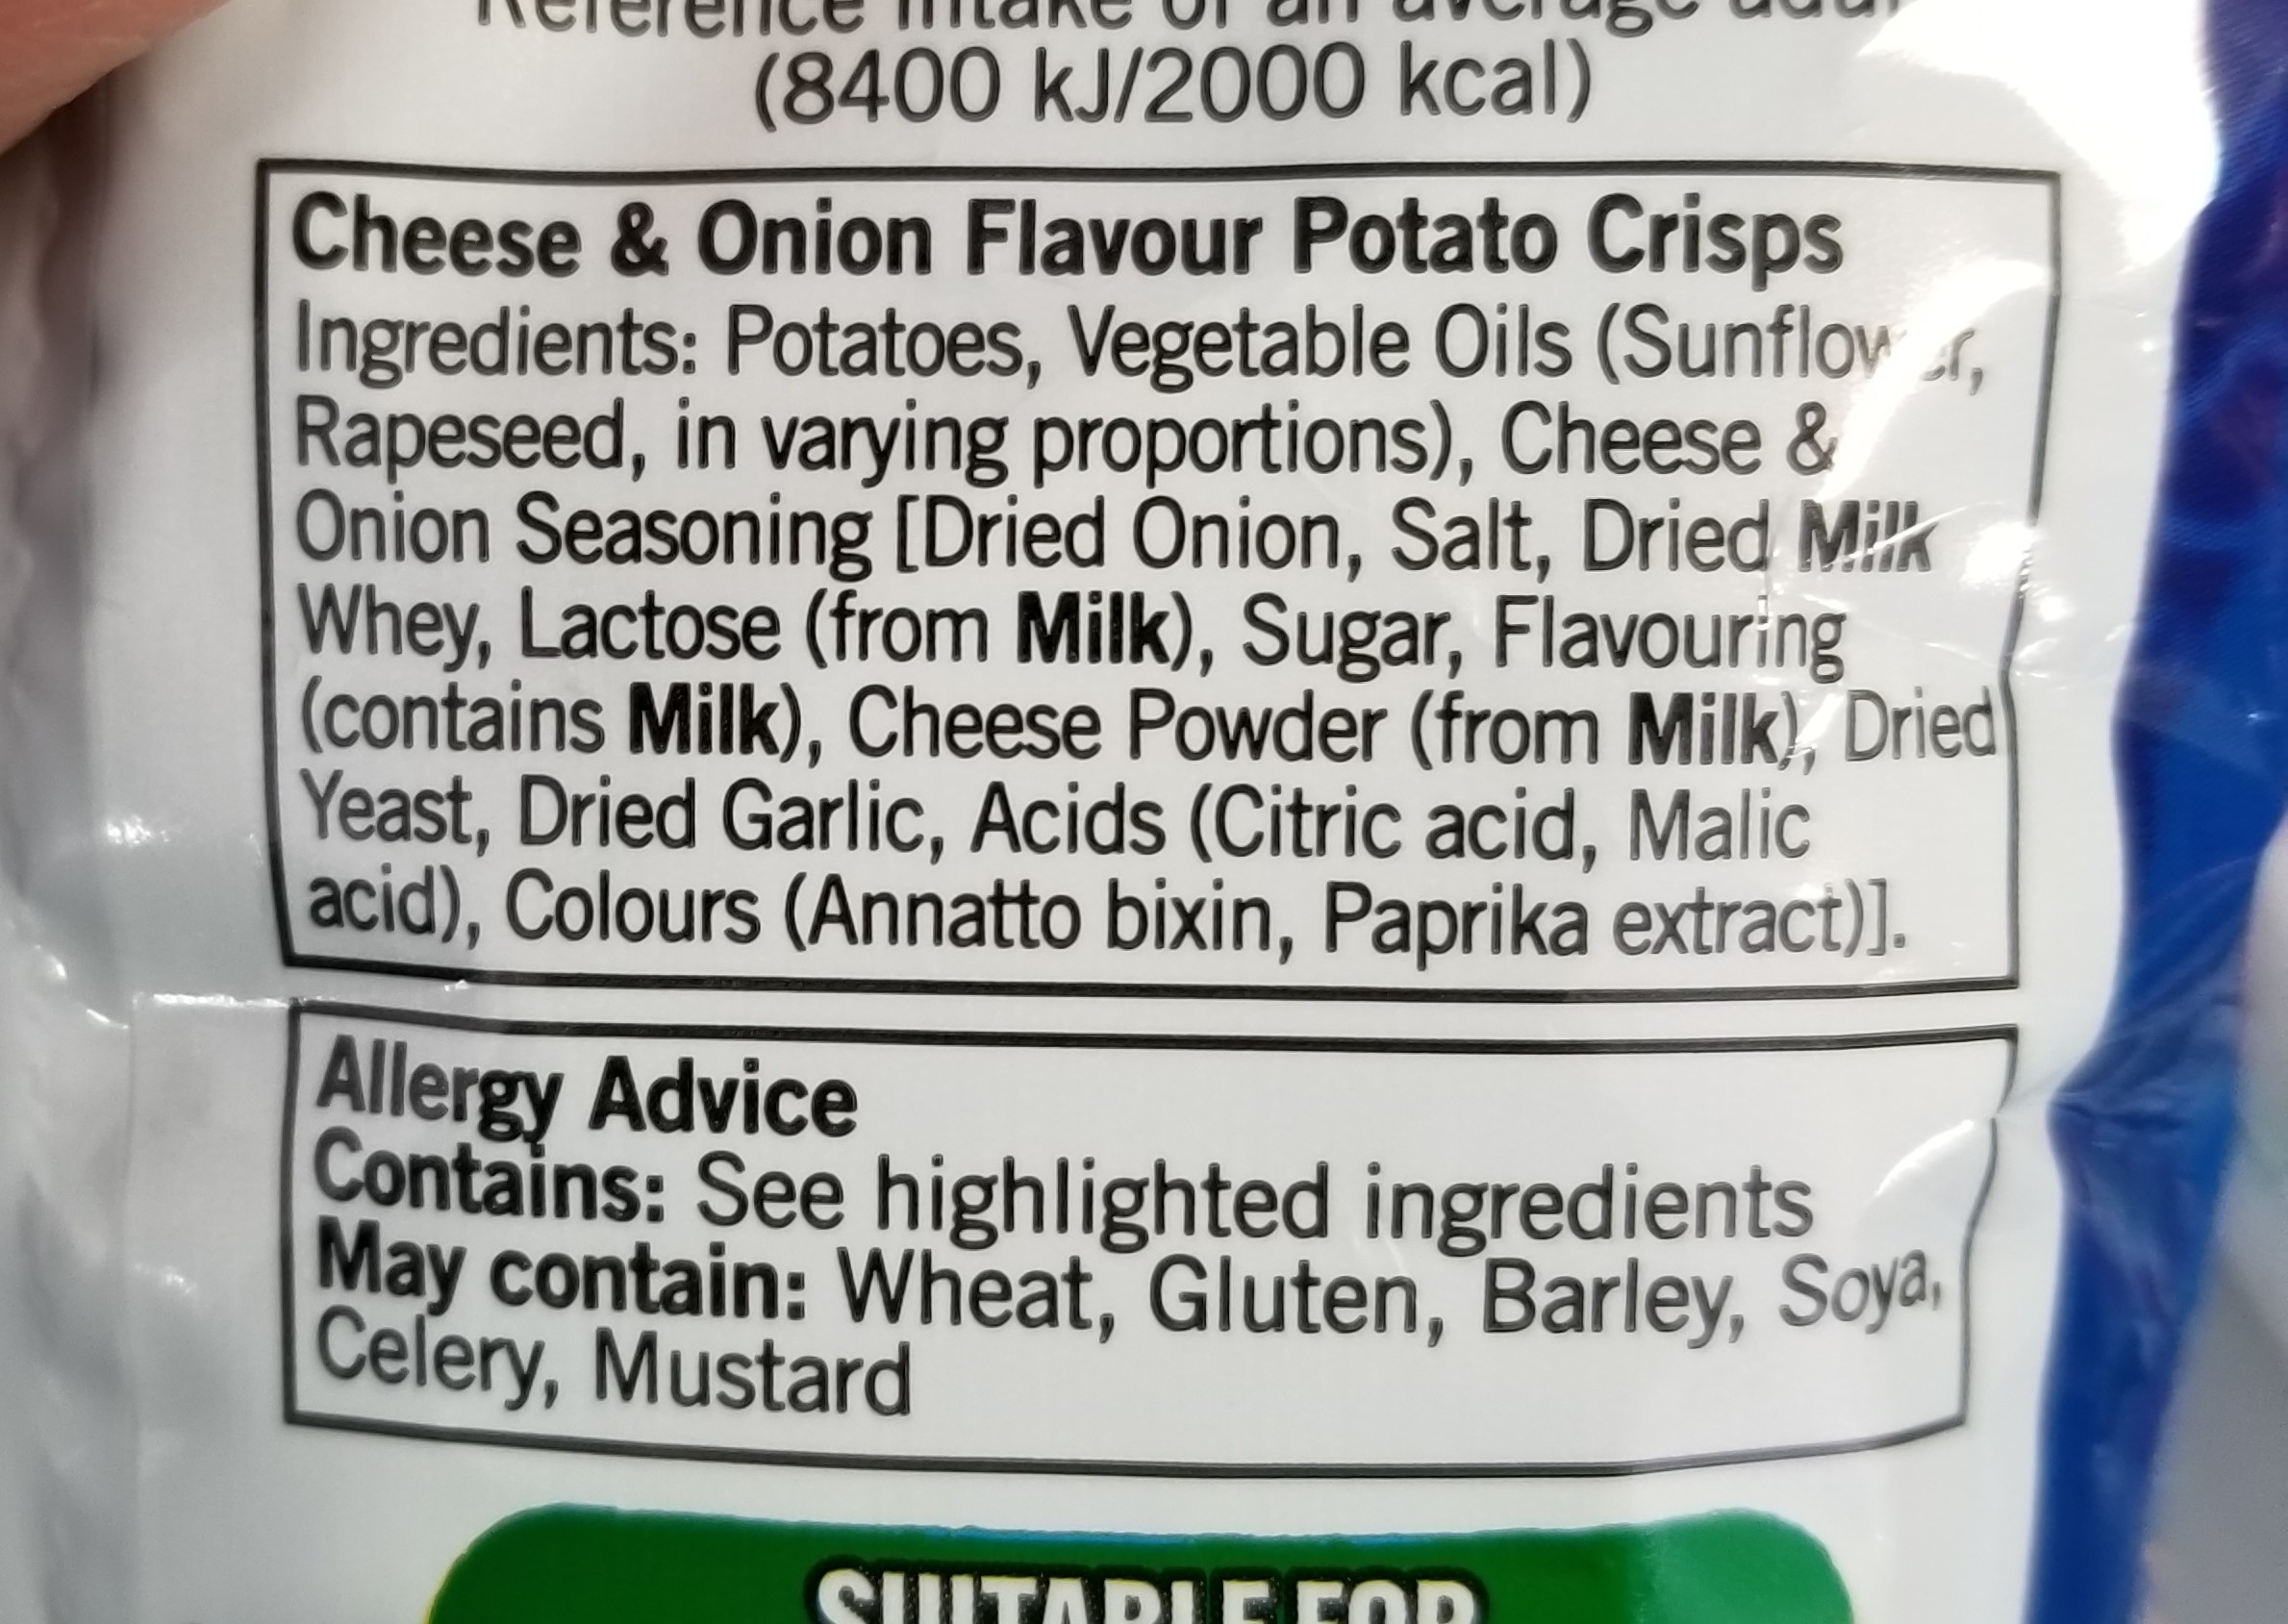 Reference intake of an average adult
(8400 kJ/2000 kcal)
Cheese & Onion Flavour Potato Crisps
Ingredients: Potatoes, Vegetable Oils (Sunflower,
Rapeseed, in varying proportions), Cheese &
Onion Seasoning [Dried Onion, Salt, Dried Milk
Whey, Lactose (from Milk), Sugar, Flavouring
(contains Milk), Cheese Powder (from Milk), Dried
Yeast, Dried Garlic, Acids (Citric acid, Malic
acid), Colours (Annatto bixin, Paprika extract)].
Allergy Advice
Contains: See highlighted ingredients
May contain: Wheat, Gluten, Barley, Soya,
Celery, Mustard
SUITABLE FOR